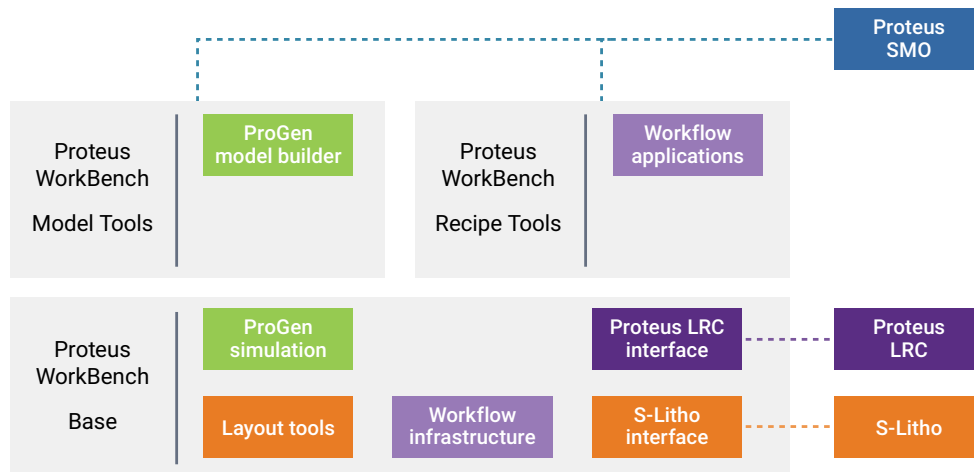 Proteus
SMO
Proteus
WorkBench
Model Tools
ProGen
model builder
Proteus
WorkBench
Recipe Tools
Workflow
applications
Proteus
WorkBench
Base
ProGen
simulation
Proteus LRC
interface
Proteus
LRC
Layout tools
Workflow
infrastructure
S-Litho
interface
S-Litho